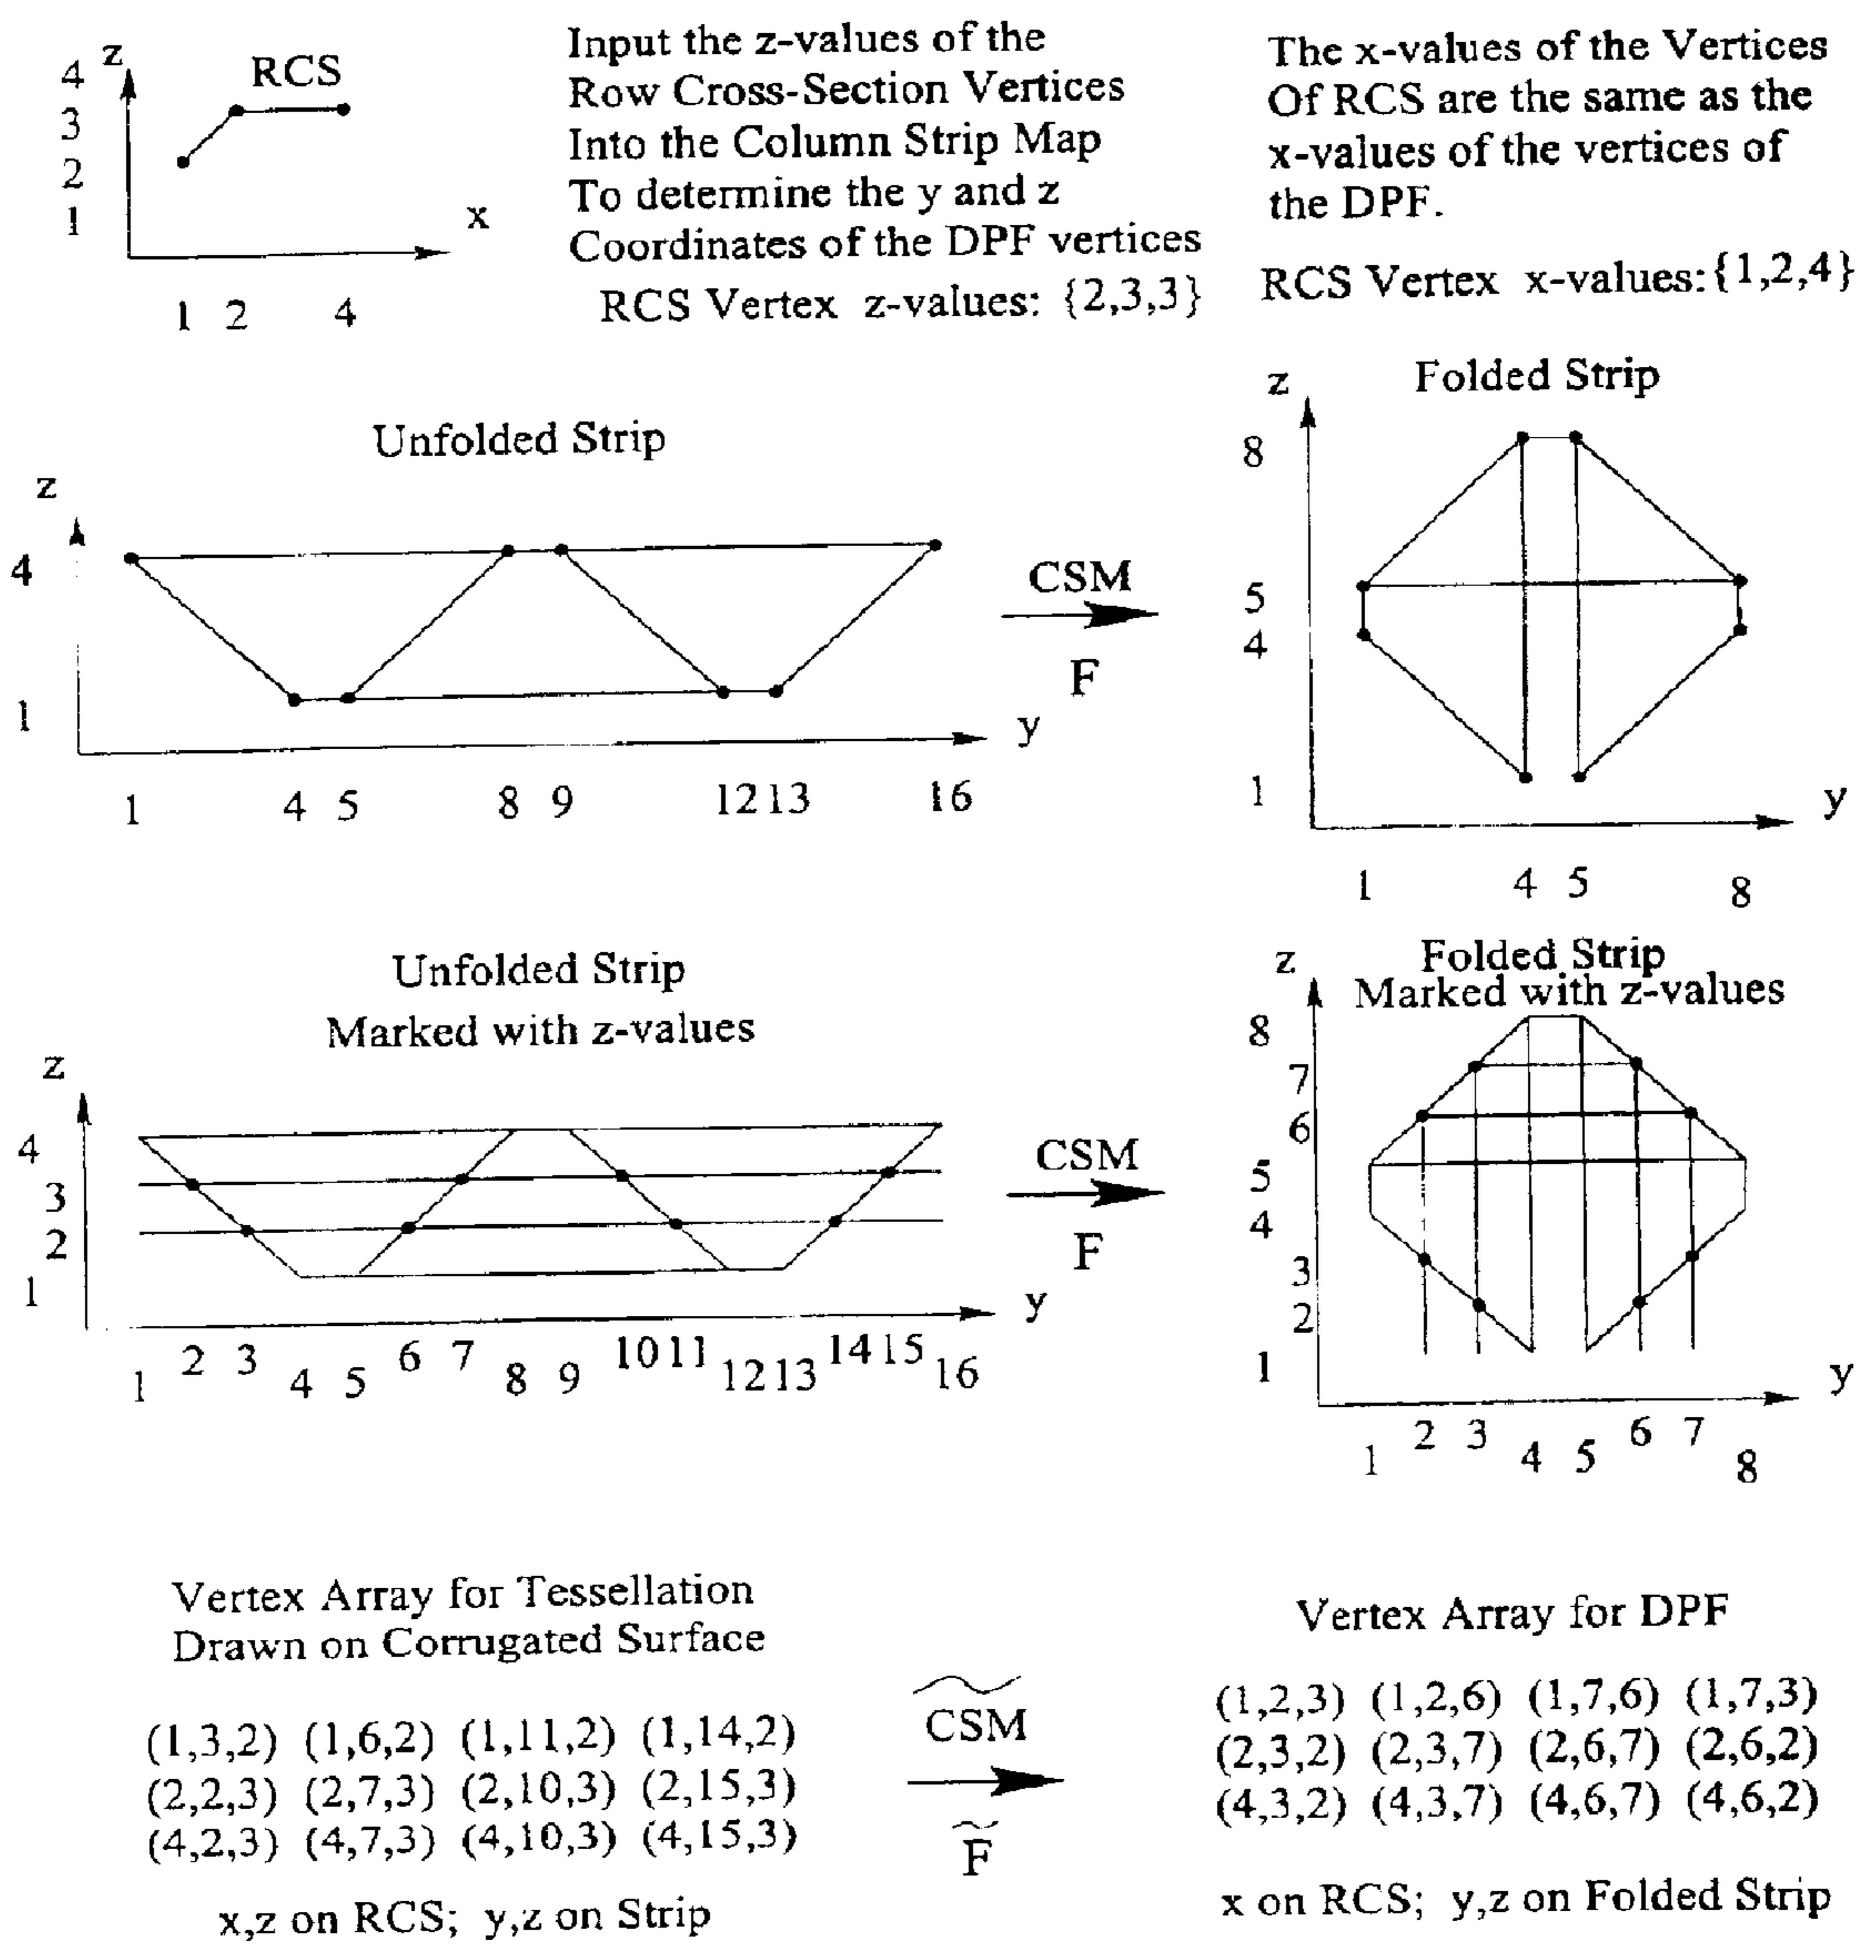 z
4
RCS
3
2
1
x
1 2 4
Input the z-values of the
Row Cross-Section Vertices
Into the Column Strip Map
To determine the y and z
Coordinates of the DPF vertices
RCS Vertex z-values: {2,3,3}
The x-values of the Vertices
Of RCS are the same as the
x-values of the vertices of
the DPF.
RCS Vertex x-values:{1,2,4}
Unfolded Strip
z
4
1
y
1 4 5 8 9 12 13 16
CSM
F
Folded Strip
z
8
5
4
1
y
1 4 5 8
Unfolded Strip
Marked with z-values
z
4
3
2
1
y
1 2 3 4 5 6 7 8 9 10 11 12 13 14 15 16
CSM
F
Folded Strip
Marked with z-values
z
8
7
6
5
4
3
2
1
y
1 2 3 4 5 6 7 8
Vertex Array for Tessellation
Drawn on Corrugated Surface
(1,3,2) (1,6,2) (1,11,2) (1,14,2)
(2,2,3) (2,7,3) (2,10,3) (2,15,3)
(4,2,3) (4,7,3) (4,10,3) (4,15,3)
x,z on RCS; y,z on Strip
CSM
F
Vertex Array for DPF
(1,2,3) (1,2,6) (1,7,6) (1,7,3)
(2,3,2) (2,3,7) (2,6,7) (2,6,2)
(4,3,2) (4,3,7) (4,6,7) (4,6,2)
x on RCS; y,z on Folded Strip